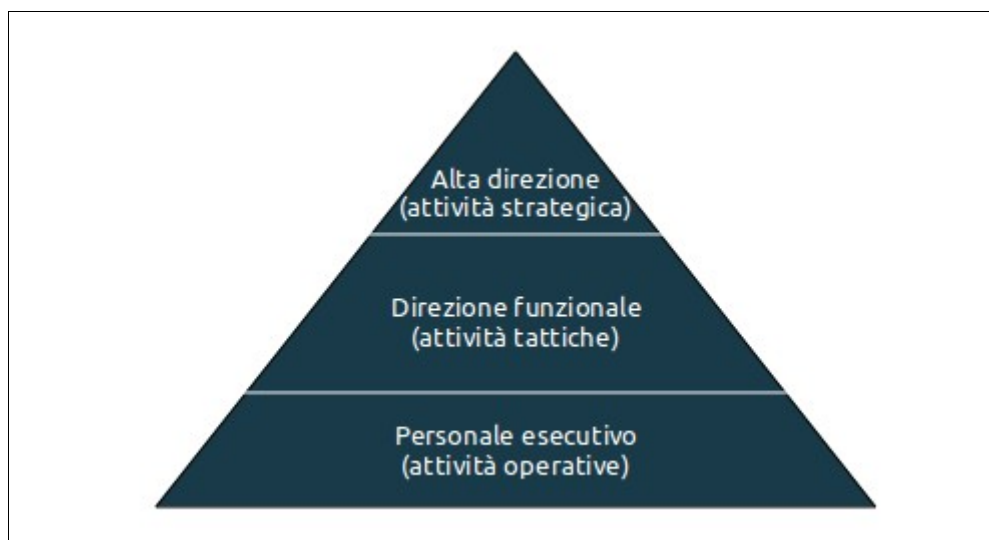 Alta direzione
(attività strategica)
Direzione funzionale
(attività tattiche)
Personale esecutivo
(attività operative)